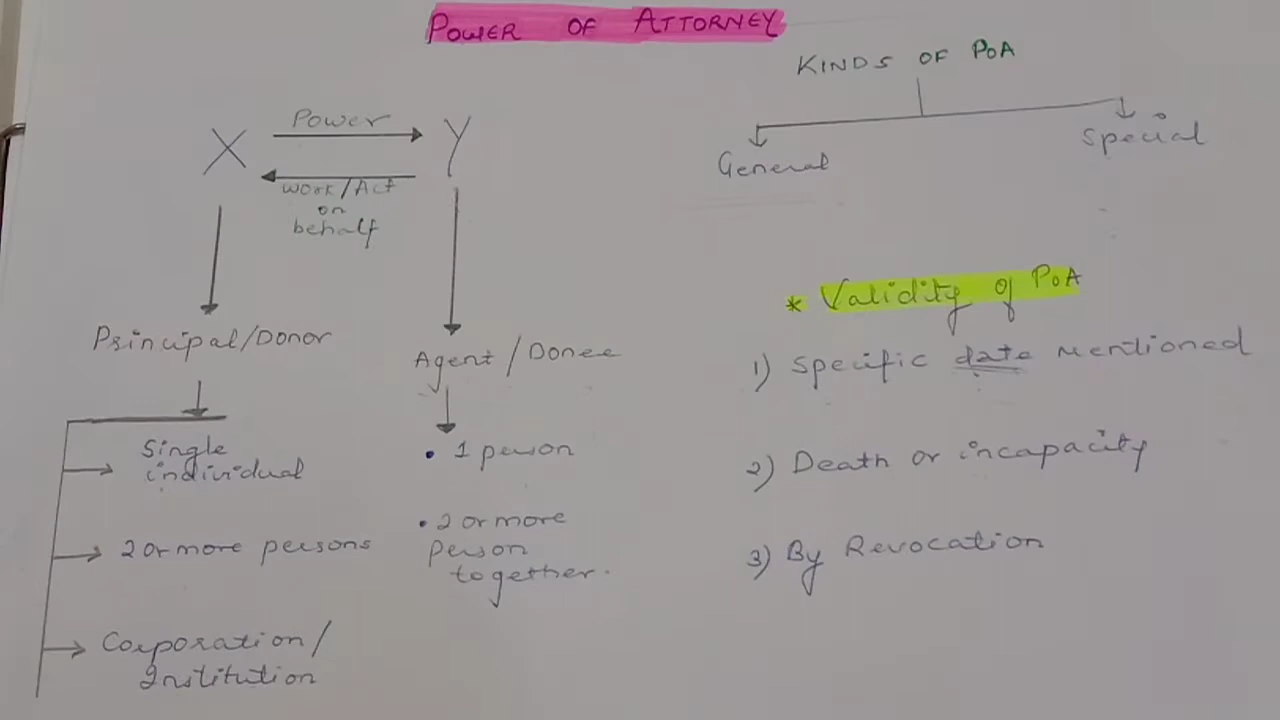 POWER OF ATTORNEY
X
Power
Y
Work/Act
on
behalf
Principal/Donor
Agent/Donee
Single
individual
2 or more persons
Corporation/
Institution
• 1 person
• 2 or more
person
together.
KINDS OF POA
General
Special
* Validity of POA
1) Specific date mentioned
2) Death or incapacity
3) By Revocation